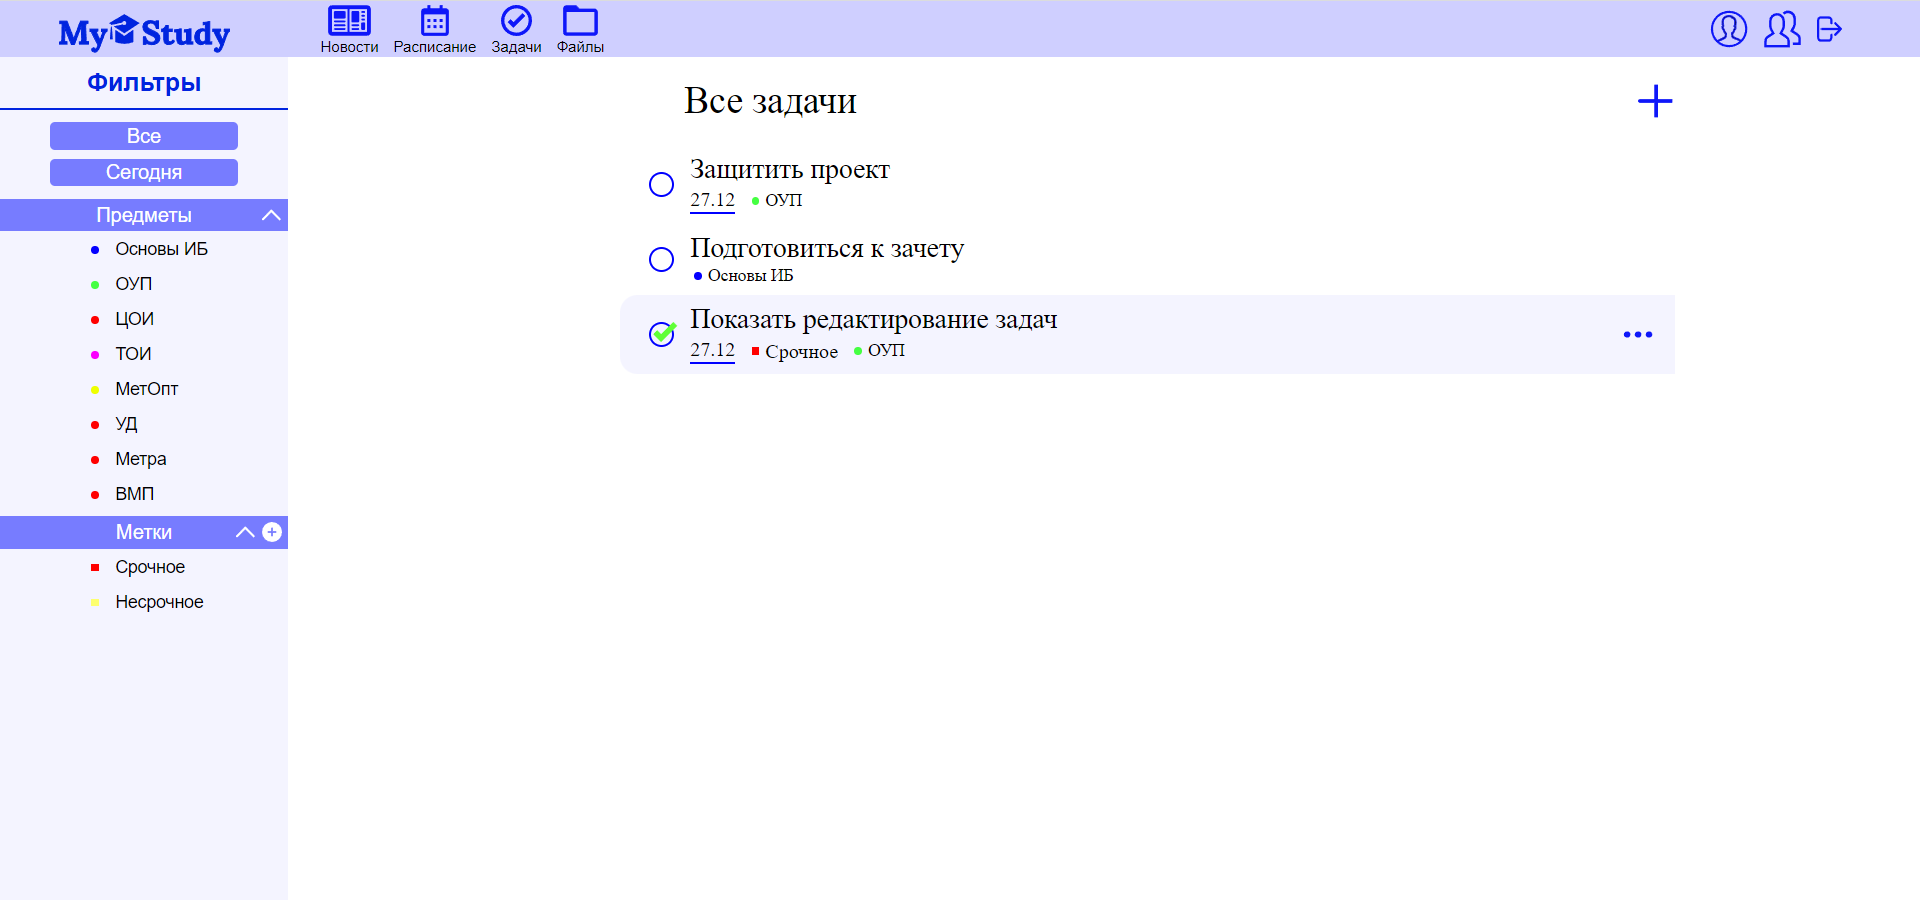 MyStudy
Новости Расписание Задачи Файлы
Фильтры
Все
Сегодня
Предметы
Основы ИБ
ОУП
ЦОИ
ТОИ
МетОпт
УД
Метра
ВМП
Метки
Срочное
Несрочное
Все задачи
Защитить проект
27.12 ОУП
Подготовиться к зачету
Основы ИБ
Показать редактирование задач
27.12 Срочное ОУП